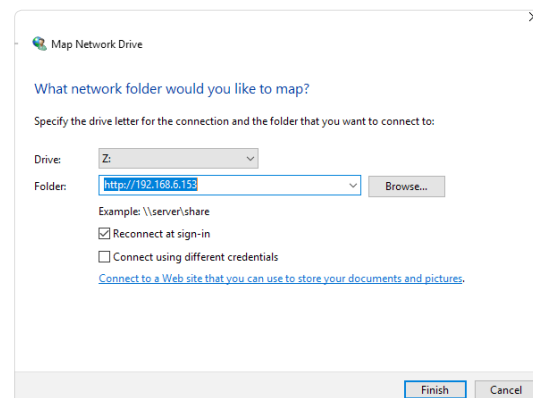 Map Network Drive
What network folder would you like to map?
Specify the drive letter for the connection and the folder that you want to connect to:
Drive: Z:
Folder: http://192.168.6.153 Browse...
Example: \\server\share
Reconnect at sign-in
Connect using different credentials
Connect to a Web site that you can use to store your documents and pictures.
Finish Cancel